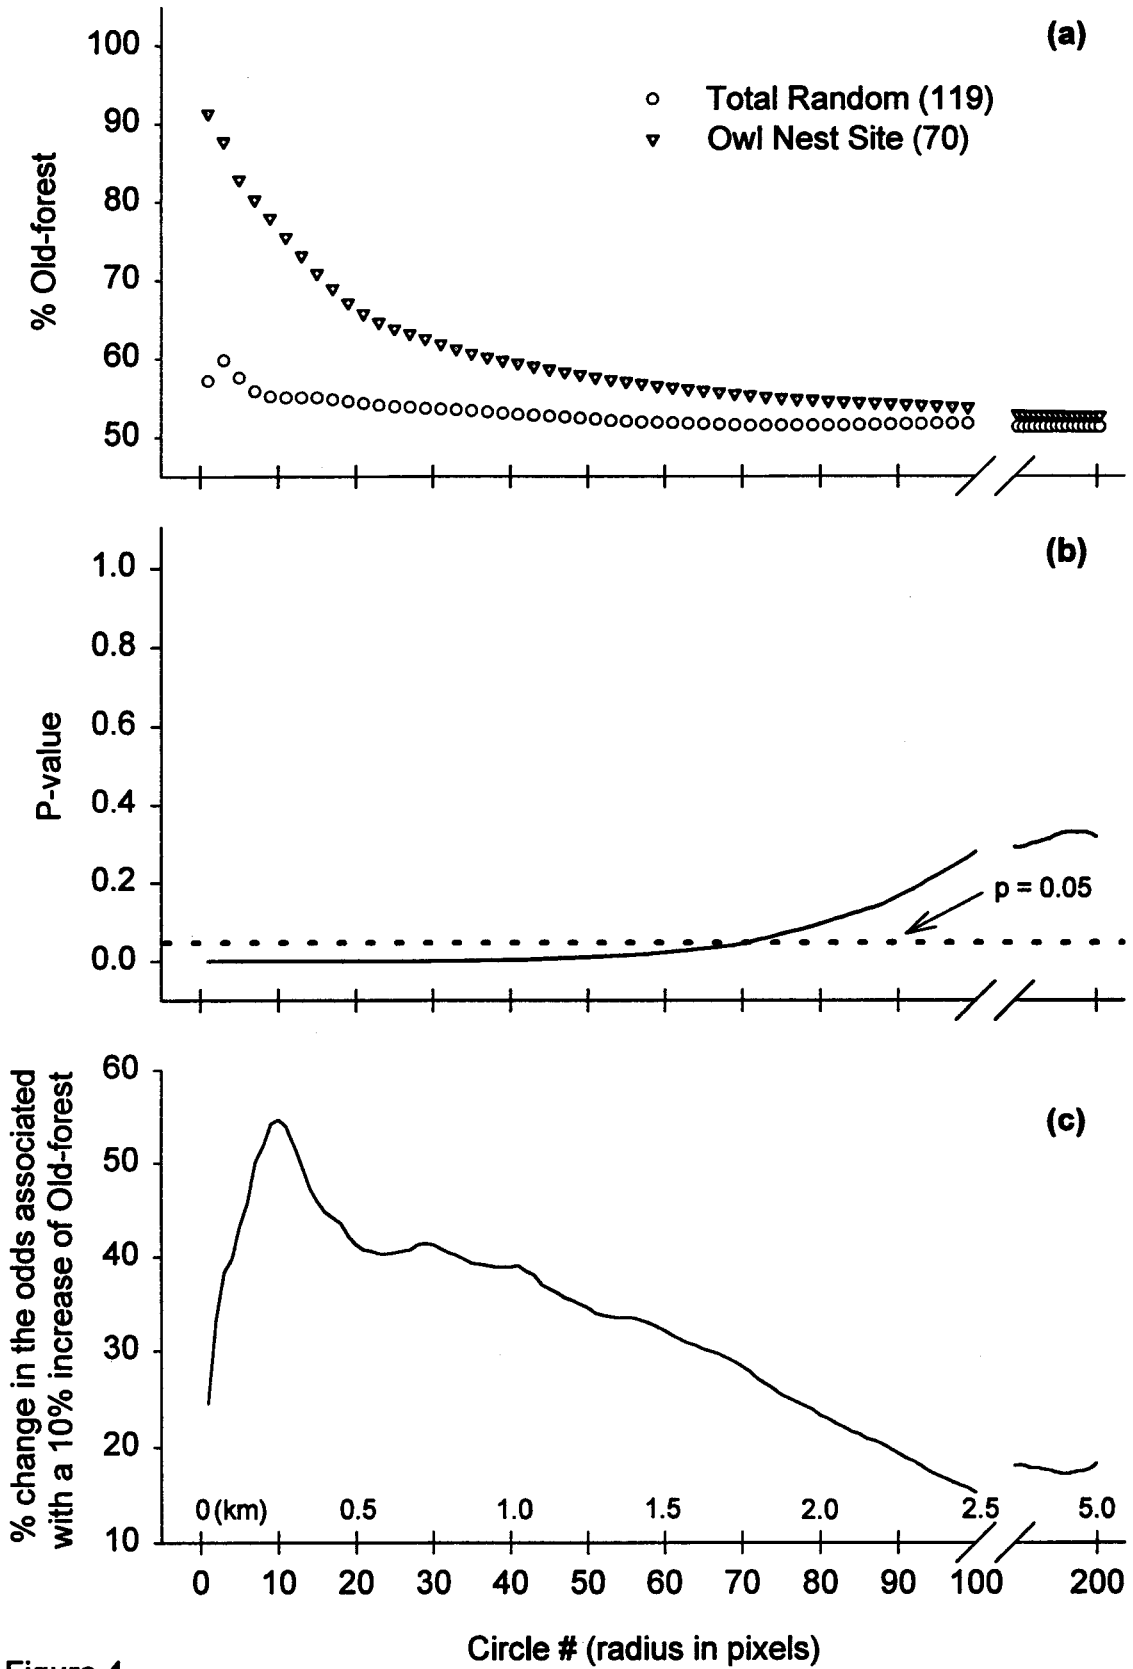 (a)
100
90
80
70
60
50
% Old-forest
Total Random (119)
Owl Nest Site (70)
(b)
1.0
0.8
0.6
0.4
0.2
0.0
P-value
p = 0.05
(c)
60
50
40
30
20
10
% change in the odds associated
with a 10% increase of Old-forest
0 (km) 0.5 1.0 1.5 2.0 2.5 5.0
0 10 20 30 40 50 60 70 80 90 100 200
Circle # (radius in pixels)